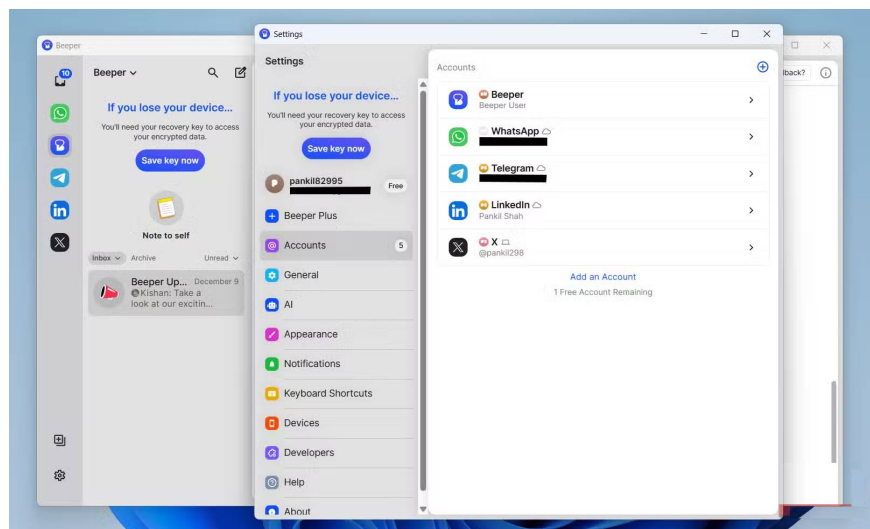 Beeper
10
Beeper
If you lose your device...
You'll need your recovery key to access
your encrypted data.
Save key now
Note to self
Inbox
Archive
Unread
Beeper Up...
December 9
Kishan: Take a
look at our excitin...
Settings
Settings
If you lose your device...
You'll need your recovery key to access
your encrypted data.
Save key now
pankil82995
Free
Beeper Plus
Accounts
5
General
AI
Appearance
Notifications
Keyboard Shortcuts
Devices
Developers
Help
About
Accounts
Beeper
Beeper User
WhatsApp
Telegram
LinkedIn
Pankil Shah
X
@pankil298
Add an Account
1 Free Account Remaining
back?